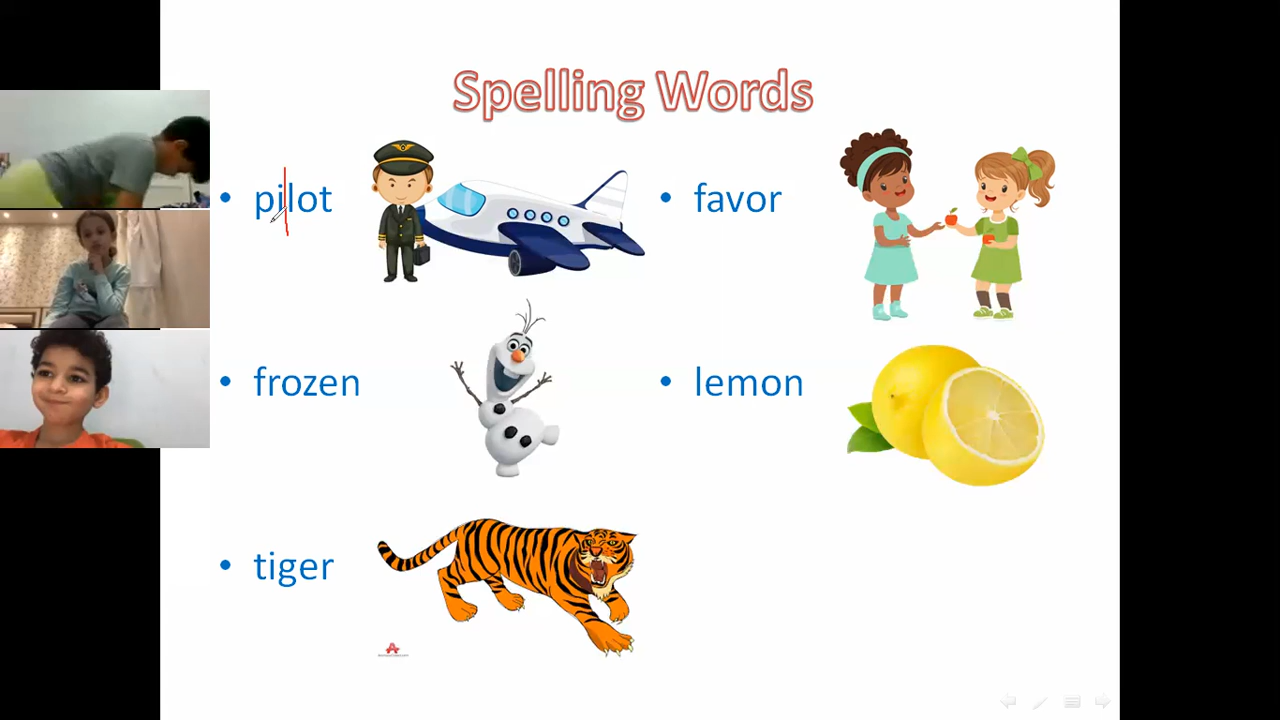 Spelling Words
• pilot
• favor
• frozen
• lemon
• tiger